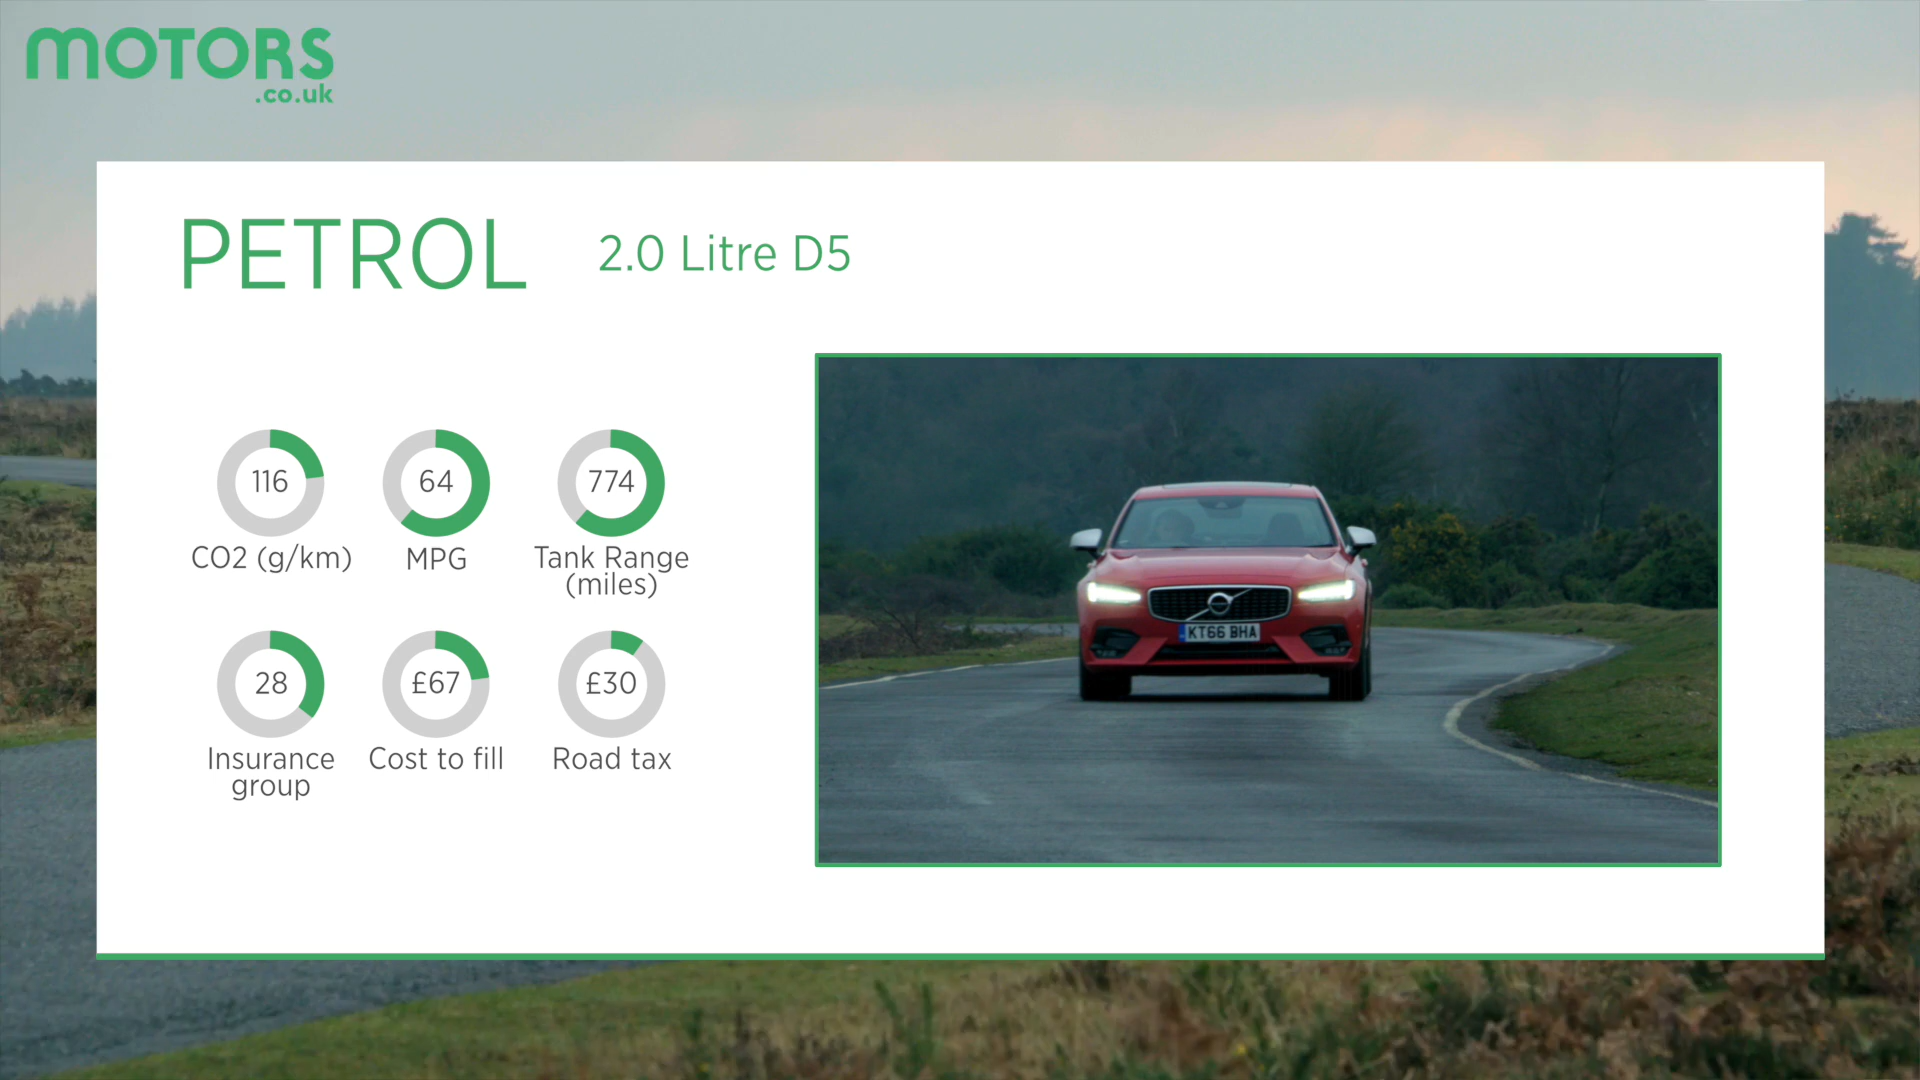 MOTORS
.co.uk
PETROL 2.0 Litre D5
116 64 774
CO2 (g/km) MPG Tank Range
(miles)
28 £67 £30
Insurance Cost to fill Road tax
group
KT66 BHA